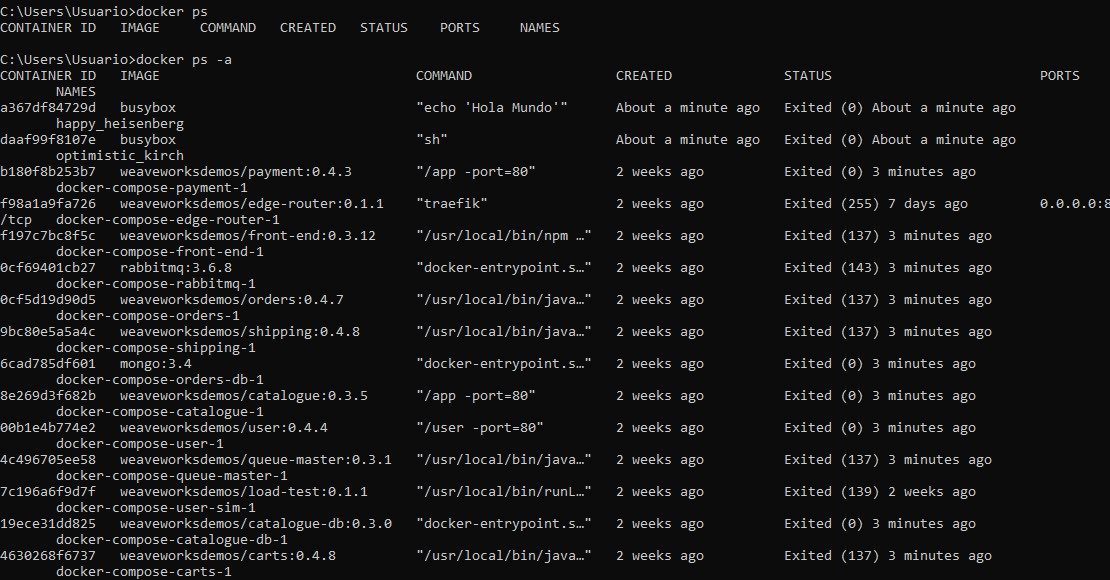 C:\Users\Usuario>docker ps
CONTAINER ID   IMAGE     COMMAND   CREATED   STATUS    PORTS     NAMES
C:\Users\Usuario>docker ps -a
CONTAINER ID   IMAGE                                COMMAND                  CREATED              STATUS                          PORTS
       NAMES
a367df84729d   busybox                              "echo 'Hola Mundo'"      About a minute ago   Exited (0) About a minute ago
       happy_heisenberg
daaf99f8107e   busybox                              "sh"                     About a minute ago   Exited (0) About a minute ago
       optimistic_kirch
b180f8b253b7   weaveworksdemos/payment:0.4.3        "/app -port=80"          2 weeks ago          Exited (0) 3 minutes ago
       docker-compose-payment-1
f98a1a9fa726   weaveworksdemos/edge-router:0.1.1    "traefik"                2 weeks ago          Exited (255) 7 days ago         0.0.0.0:8
/tcp   docker-compose-edge-router-1
f197c7bc8f5c   weaveworksdemos/front-end:0.3.12     "/usr/local/bin/npm …"   2 weeks ago          Exited (137) 3 minutes ago
       docker-compose-front-end-1
0cf69401cb27   rabbitmq:3.6.8                       "docker-entrypoint.s…"   2 weeks ago          Exited (143) 3 minutes ago
       docker-compose-rabbitmq-1
0cf5d19d90d5   weaveworksdemos/orders:0.4.7         "/usr/local/bin/java…"   2 weeks ago          Exited (137) 3 minutes ago
       docker-compose-orders-1
9bc80e5a5a4c   weaveworksdemos/shipping:0.4.8       "/usr/local/bin/java…"   2 weeks ago          Exited (137) 3 minutes ago
       docker-compose-shipping-1
6cad785df601   mongo:3.4                            "docker-entrypoint.s…"   2 weeks ago          Exited (0) 3 minutes ago
       docker-compose-orders-db-1
8e269d3f682b   weaveworksdemos/catalogue:0.3.5      "/app -port=80"          2 weeks ago          Exited (0) 3 minutes ago
       docker-compose-catalogue-1
00b1e4b774e2   weaveworksdemos/user:0.4.4           "/user -port=80"         2 weeks ago          Exited (0) 3 minutes ago
       docker-compose-user-1
4c496705ee58   weaveworksdemos/queue-master:0.3.1   "/usr/local/bin/java…"   2 weeks ago          Exited (137) 3 minutes ago
       docker-compose-queue-master-1
7c196a6f9d7f   weaveworksdemos/load-test:0.1.1      "/usr/local/bin/runL…"   2 weeks ago          Exited (139) 2 weeks ago
       docker-compose-user-sim-1
19ece31dd825   weaveworksdemos/catalogue-db:0.3.0   "docker-entrypoint.s…"   2 weeks ago          Exited (0) 3 minutes ago
       docker-compose-catalogue-db-1
4630268f6737   weaveworksdemos/carts:0.4.8          "/usr/local/bin/java…"   2 weeks ago          Exited (137) 3 minutes ago
       docker-compose-carts-1